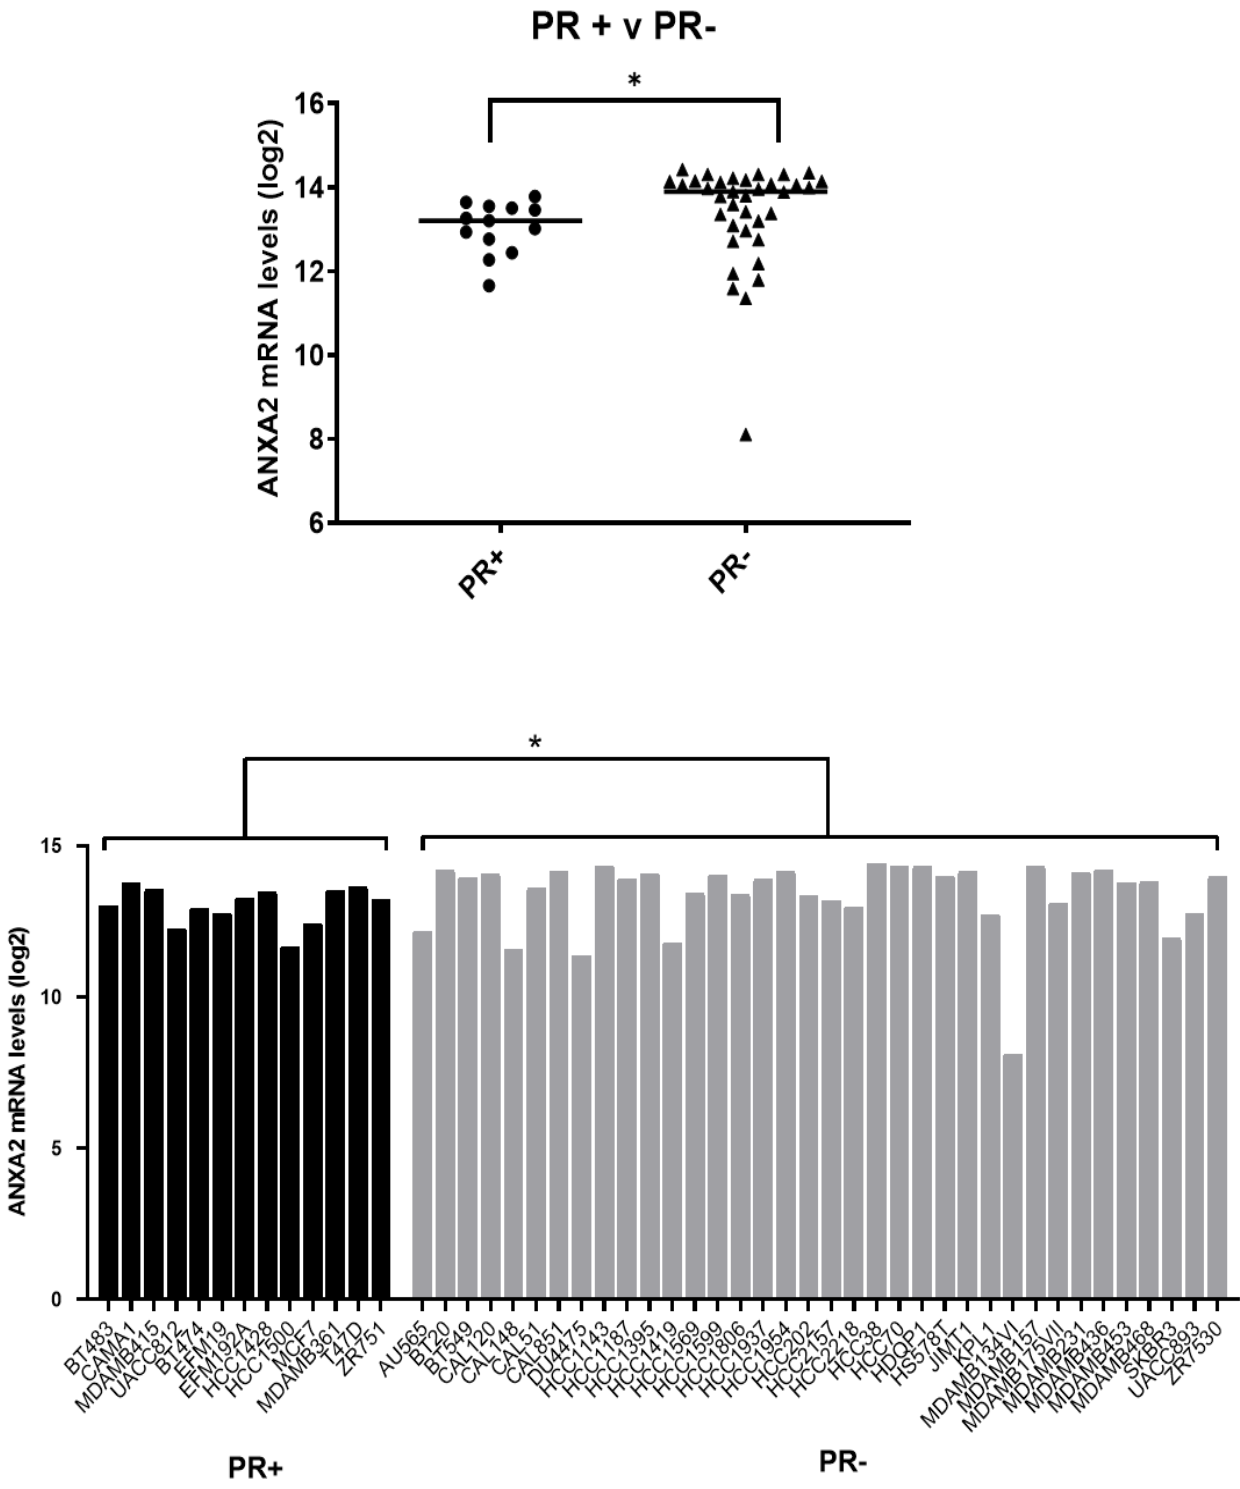 PR + v PR-
*
16
14
12
10
8
6
ANXA2 mRNA levels (log2)
PR+
PR-
*
15
10
5
0
ANXA2 mRNA levels (log2)
BT483
CAMA1
MDAMB415
UACC812
BT474
EFM19
EFM192A
HCC1428
HCC1500
MCF7
MDAMB361
T47D
ZR751
AU565
BT20
BT549
CAL120
CAL148
CAL51
CAL851
DU4475
HCC1143
HCC1187
HCC1395
HCC1419
HCC1569
HCC1599
HCC1806
HCC1937
HCC1954
HCC202
HCC2157
HCC2218
HCC38
HCC70
HDQP1
HS578T
JIMT1
KPL1
MDAMB134VI
MDAMB157
MDAMB175VII
MDAMB231
MDAMB436
MDAMB453
MDAMB468
SKBR3
UACC893
ZR7530
PR+
PR-